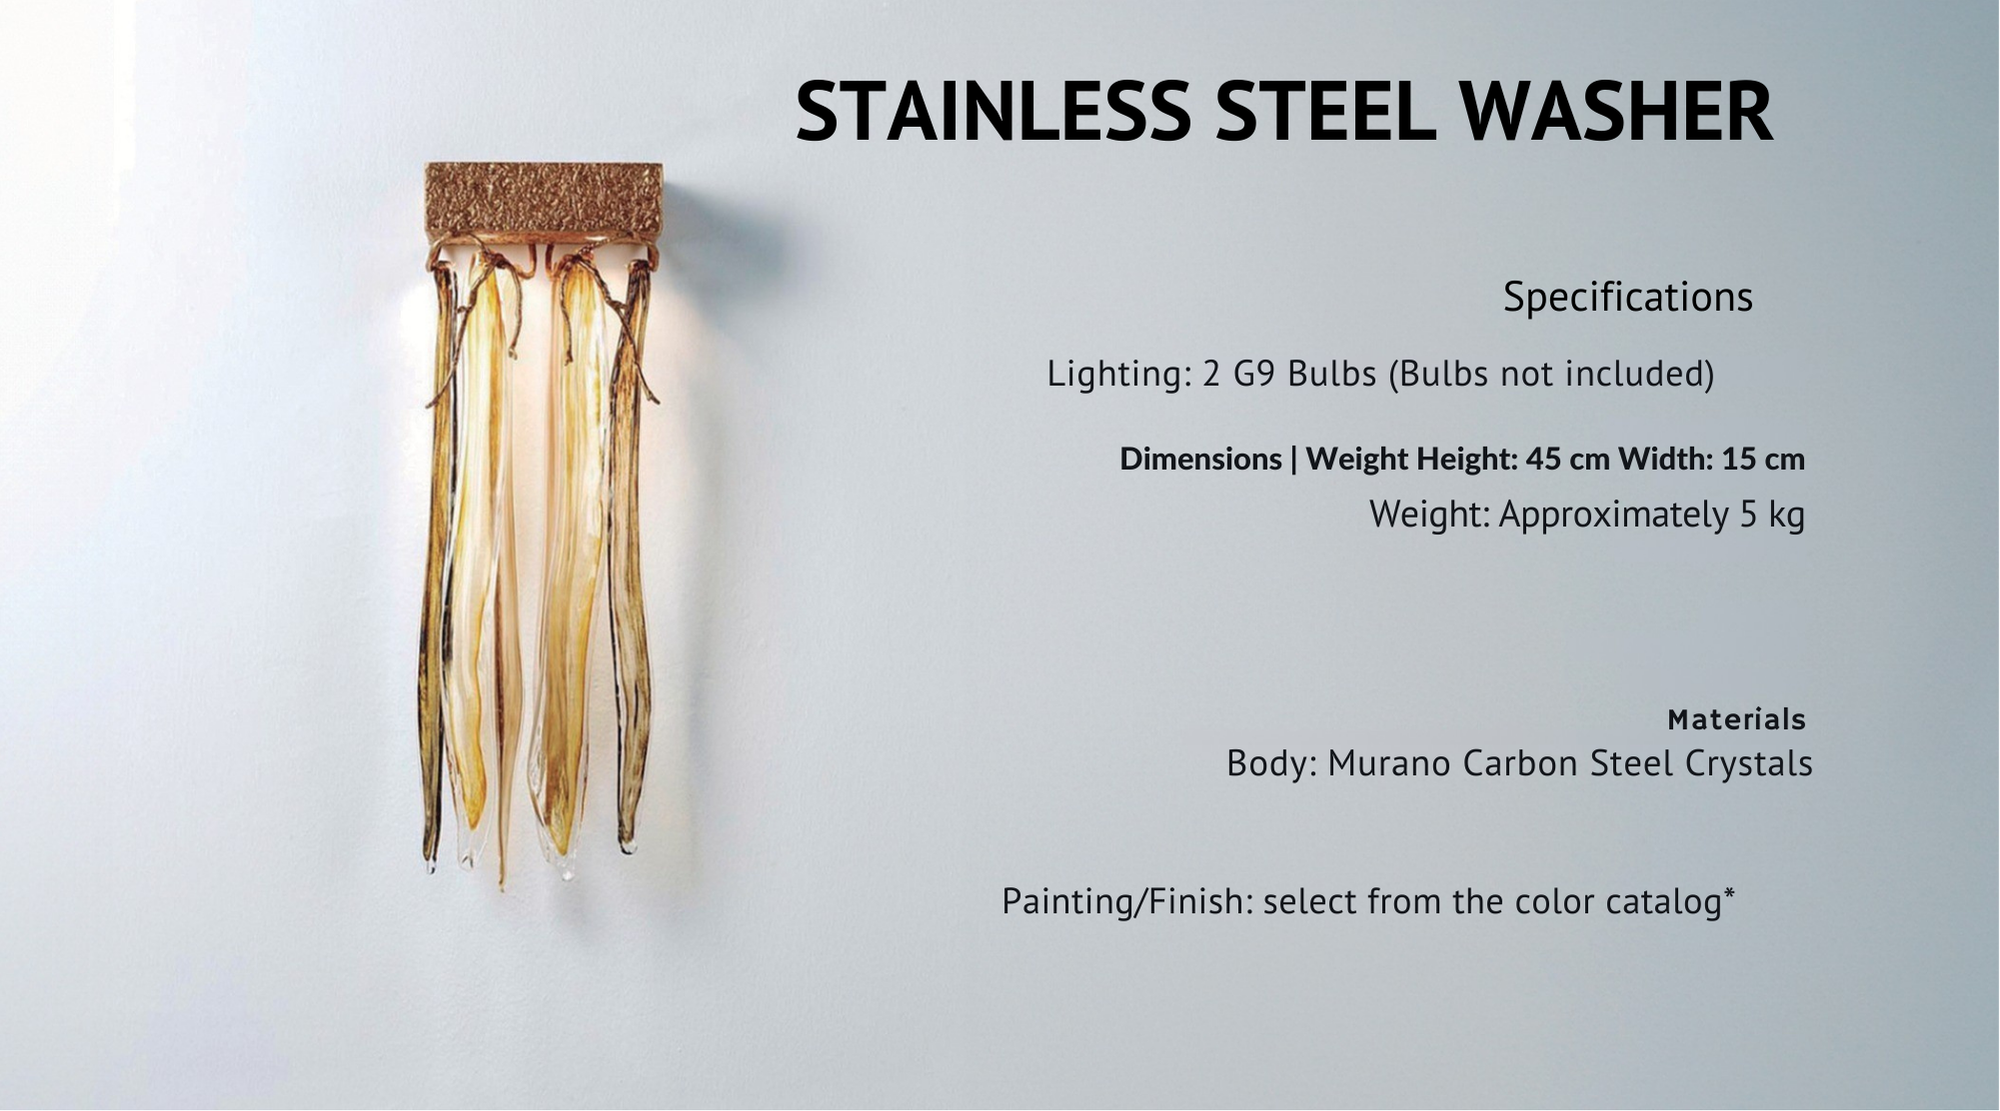 STAINLESS STEEL WASHER
Specifications
Lighting: 2 G9 Bulbs (Bulbs not included)
Dimensions | Weight Height: 45 cm Width: 15 cm
Weight: Approximately 5 kg
Materials
Body: Murano Carbon Steel Crystals
Painting/Finish: select from the color catalog*